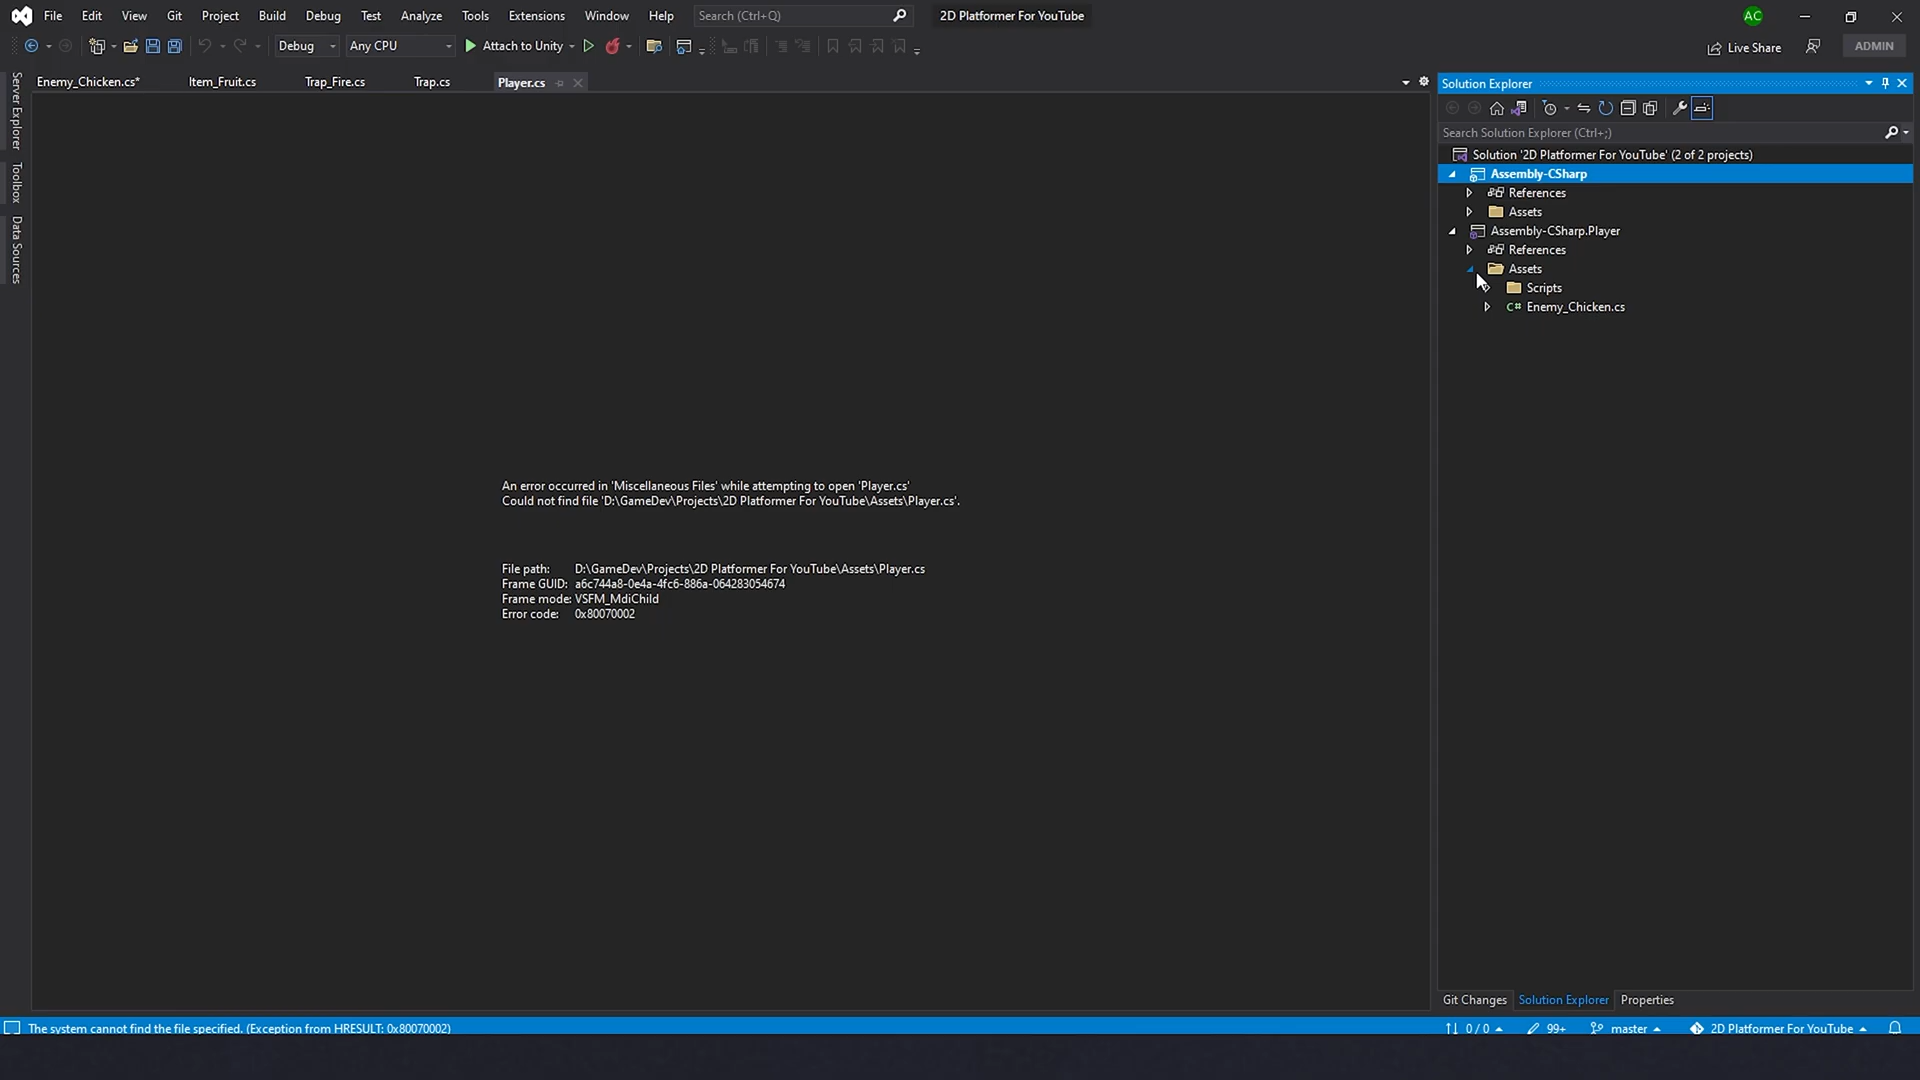 File Edit View Git Project Build Debug Test Analyze Tools Extensions Window Help Search (Ctrl+Q) 2D Platformer For YouTube AC
Debug Any CPU Attach to Unity Live Share ADMIN
Enemy_Chicken.cs* Item_Fruit.cs Trap_Fire.cs Trap.cs Player.cs
Server Explorer
Toolbox
Data Sources
An error occurred in 'Miscellaneous Files' while attempting to open 'Player.cs'
Could not find file 'D:\GameDev\Projects\2D Platformer For YouTube\Assets\Player.cs'.
File path: D:\GameDev\Projects\2D Platformer For YouTube\Assets\Player.cs
Frame GUID: a6c744a8-0e4a-4fc6-886a-064283054674
Frame mode: VSFM_MdiChild
Error code: 0x80070002
Solution Explorer
Search Solution Explorer (Ctrl+;)
Solution '2D Platformer For YouTube' (2 of 2 projects)
Assembly-CSharp
References
Assets
Assembly-CSharp.Player
References
Assets
Scripts
C# Enemy_Chicken.cs
Git Changes Solution Explorer Properties
The system cannot find the file specified. (Exception from HRESULT: 0x80070002) 0 / 0 99+ master 2D Platformer For YouTube